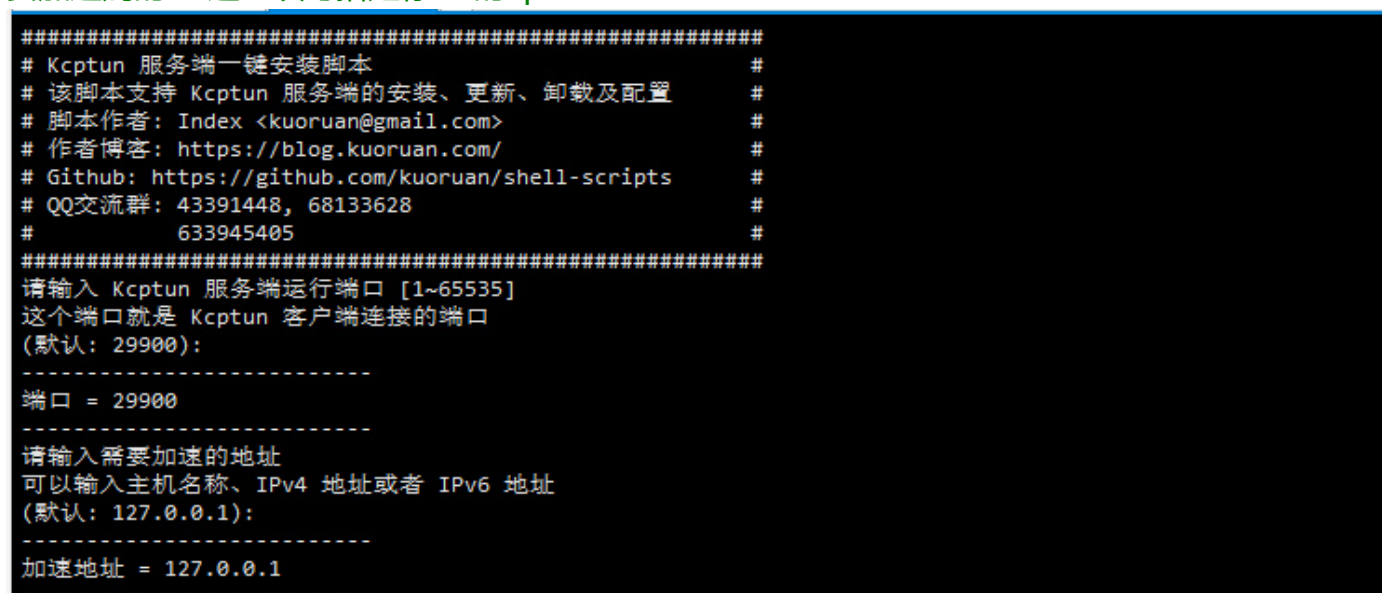 ########################################################
# Kcptun 服务端一键安装脚本 #
# 该脚本支持 Kcptun 服务端的安装、更新、卸载及配置 #
# 脚本作者: Index <kuoruan@gmail.com> #
# 作者博客: https://blog.kuoruan.com/ #
# Github: https://github.com/kuoruan/shell-scripts #
# QQ交流群: 43391448, 68133628 #
# 633945405 #
########################################################
请输入 Kcptun 服务端运行端口 [1~65535]
这个端口就是 Kcptun 客户端连接的端口
(默认: 29900):
---------------------------
端口 = 29900
---------------------------
请输入需要加速的地址
可以输入主机名称、IPv4 地址或者 IPv6 地址
(默认: 127.0.0.1):
---------------------------
加速地址 = 127.0.0.1